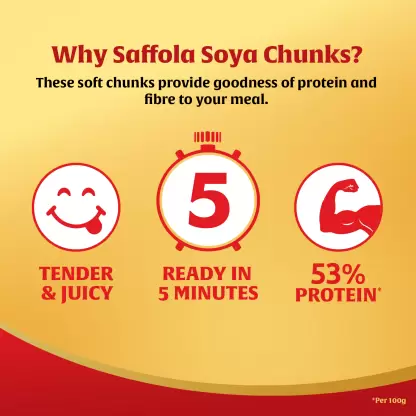 Why Saffola Soya Chunks?
These soft chunks provide goodness of protein and
fibre to your meal.
5
TENDER
& JUICY
READY IN
5 MINUTES
53%
PROTEIN*
*Per 100g